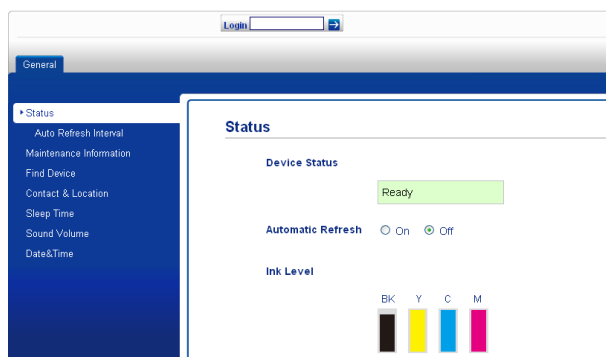 Login
General
Status
Auto Refresh Interval
Maintenance Information
Find Device
Contact & Location
Sleep Time
Sound Volume
Date&Time
Status
Device Status
Ready
Automatic Refresh On Off
Ink Level
BK Y C M